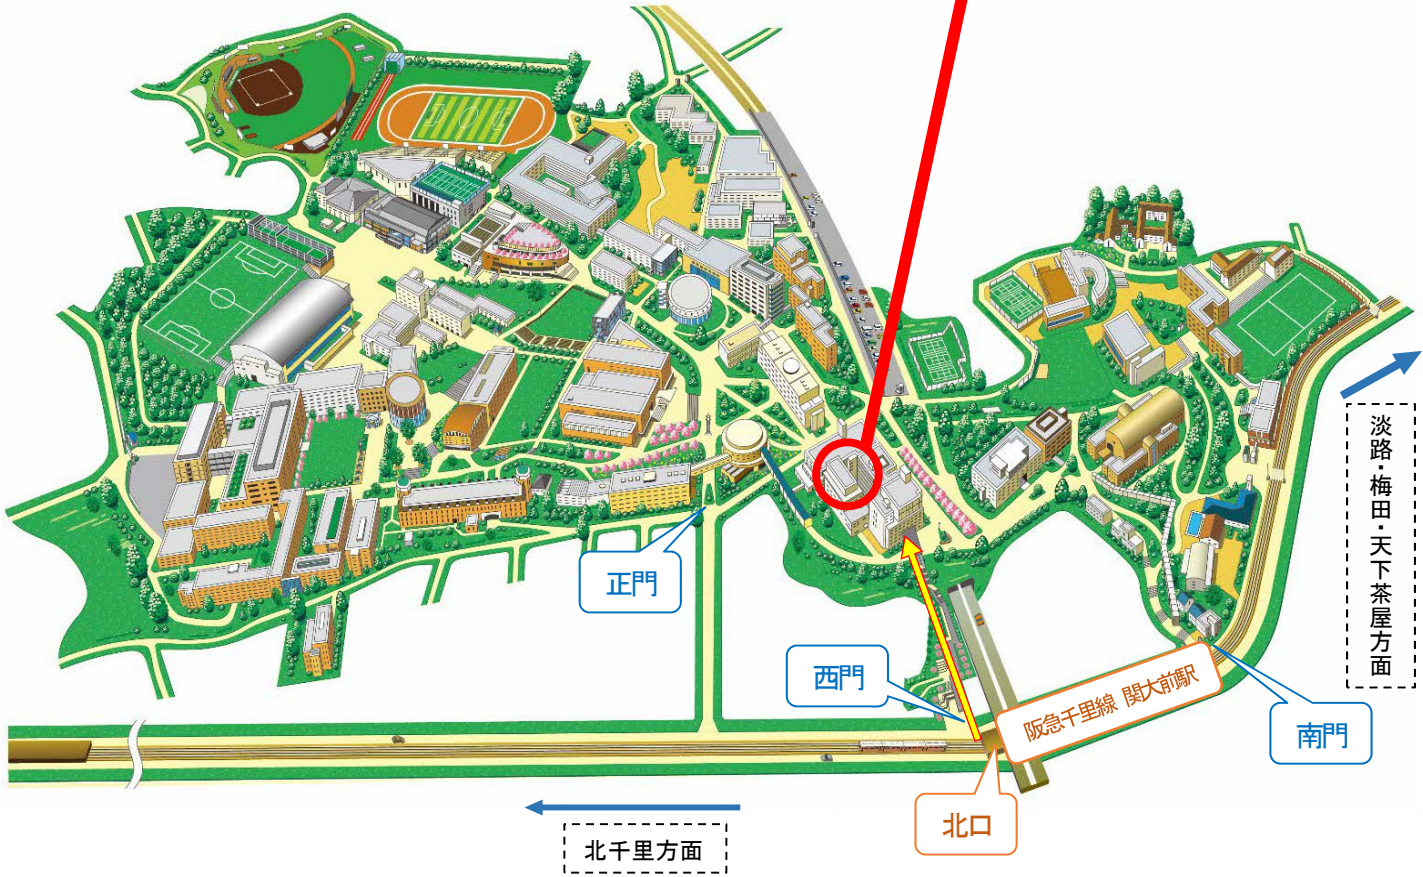 正門
西門
阪急千里線 関大前駅
南門
北口
北千里方面
淡路・梅田・天下茶屋方面